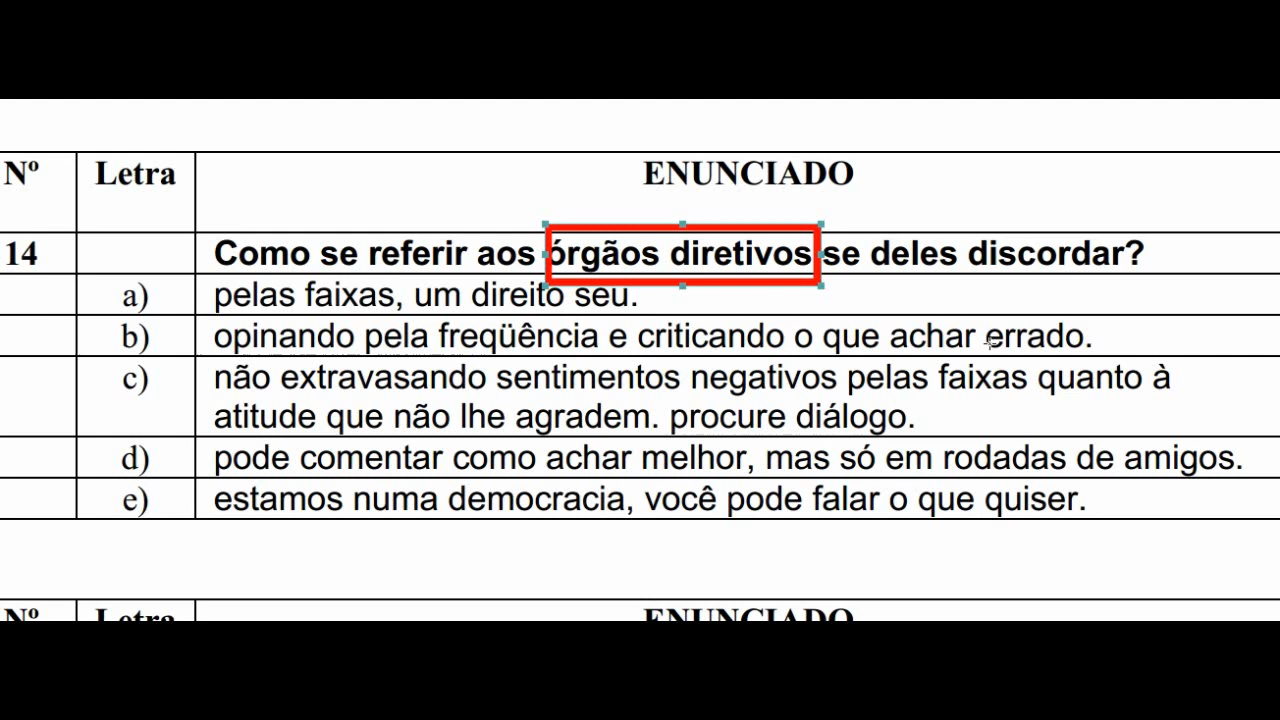 Nº Letra ENUNCIADO
14 Como se referir aos órgãos diretivos se deles discordar?
a) pelas faixas, um direito seu.
b) opinando pela freqüência e criticando o que achar errado.
c) não extravasando sentimentos negativos pelas faixas quanto à
atitude que não lhe agradem. procure diálogo.
d) pode comentar como achar melhor, mas só em rodadas de amigos.
e) estamos numa democracia, você pode falar o que quiser.
Nº Letra ENUNCIADO